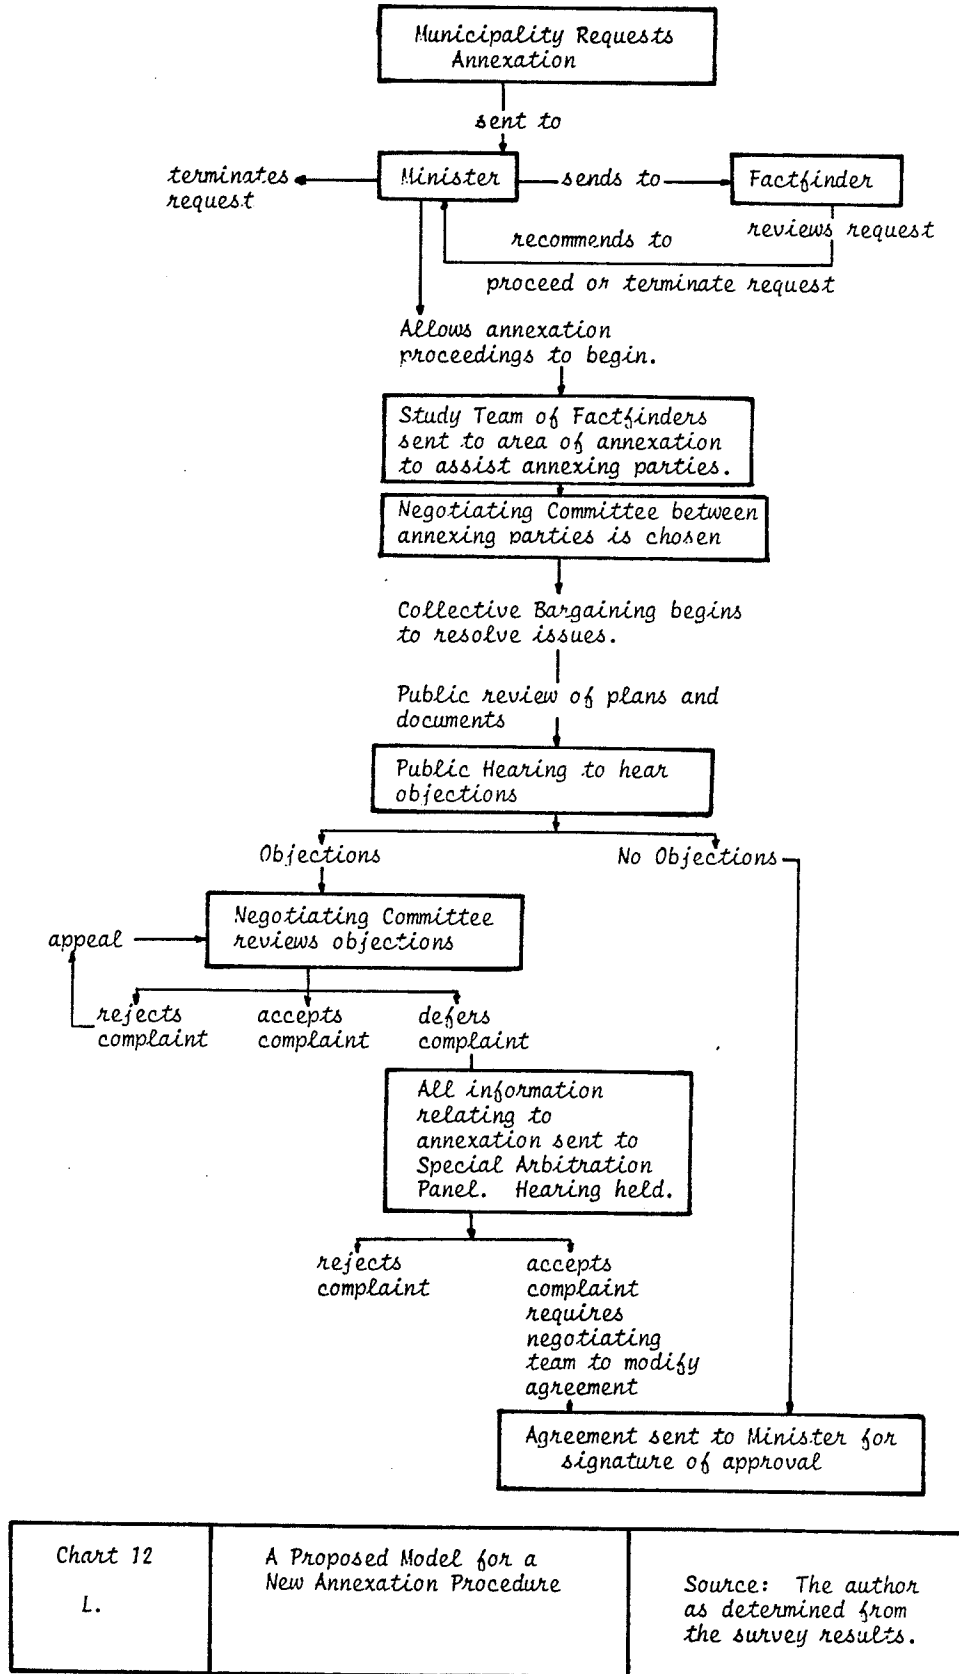 Municipality Requests
Annexation
sent to
terminates
request
Minister
sends to
Factfinder
reviews request
recommends to
proceed or terminate request
Allows annexation
proceedings to begin.
Study Team of Factfinders
sent to area of annexation
to assist annexing parties.
Negotiating Committee between
annexing parties is chosen
Collective Bargaining begins
to resolve issues.
Public review of plans and
documents
Public Hearing to hear
objections
Objections
No Objections
Negotiating Committee
reviews objections
appeal
rejects
complaint
accepts
complaint
defers
complaint
All information
relating to
annexation sent to
Special Arbitration
Panel. Hearing held.
rejects
complaint
accepts
complaint
requires
negotiating
team to modify
agreement
Agreement sent to Minister for
signature of approval
Chart 12
L.
A Proposed Model for a
New Annexation Procedure
Source: The author
as determined from
the survey results.